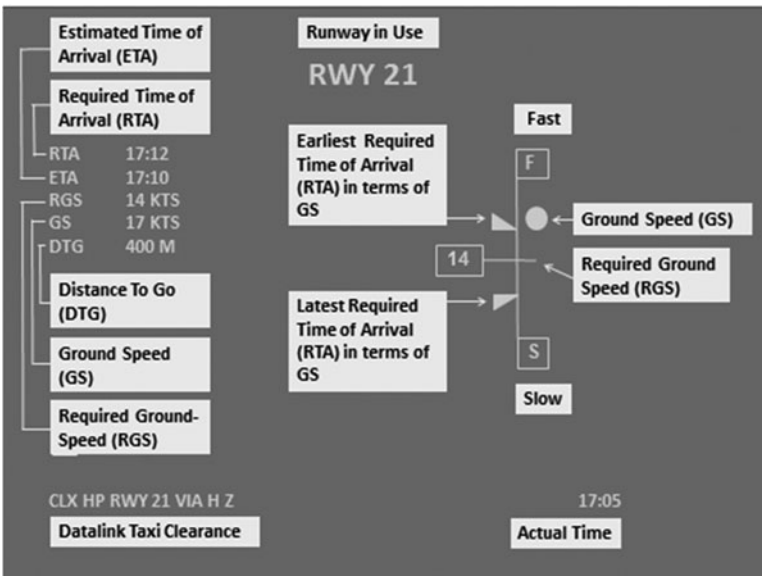 Estimated Time of
Arrival (ETA)
Required Time of
Arrival (RTA)
RTA 17:12
ETA 17:10
RGS 14 KTS
GS 17 KTS
DTG 400 M
Distance To Go
(DTG)
Ground Speed
(GS)
Required Ground-
Speed (RGS)
CLX HP RWY 21 VIA H Z
Datalink Taxi Clearance
Runway in Use
RWY 21
Earliest Required
Time of Arrival
(RTA) in terms of
GS
14
Latest Required
Time of Arrival
(RTA) in terms of
GS
Fast
F
Ground Speed (GS)
Required Ground
Speed (RGS)
S
Slow
17:05
Actual Time